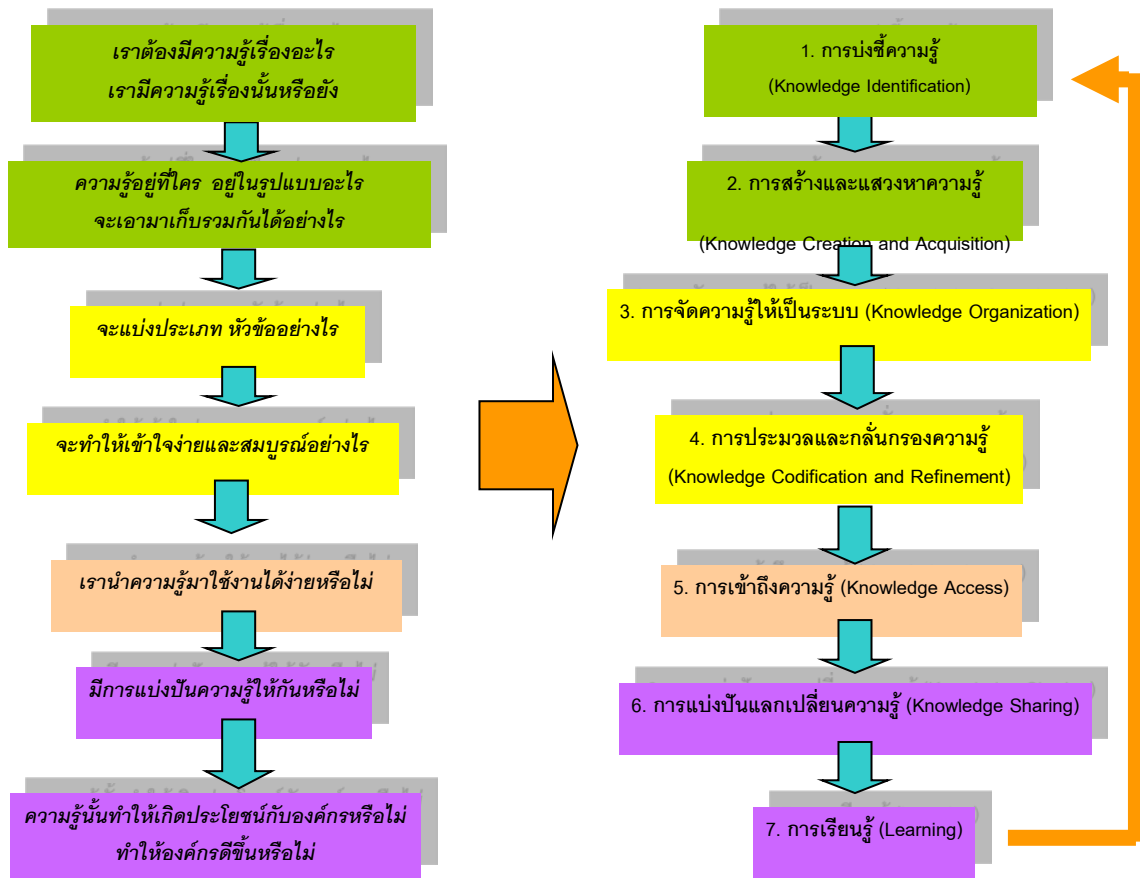 เราต้องมีความรู้เรื่องอะไร
เรามีความรู้เรื่องนั้นหรือยัง
ความรู้อยู่ที่ใคร อยู่ในรูปแบบอะไร
จะเอามาเก็บรวมกันได้อย่างไร
จะแบ่งประเภท หัวข้ออย่างไร
จะทำให้เข้าใจง่ายและสมบูรณ์อย่างไร
เรานำความรู้มาใช้งานได้ง่ายหรือไม่
มีการแบ่งปันความรู้ให้กันหรือไม่
ความรู้นั้นทำให้เกิดประโยชน์กับองค์กรหรือไม่
ทำให้องค์กรดีขึ้นหรือไม่
1. การบ่งชี้ความรู้
(Knowledge Identification)
2. การสร้างและแสวงหาความรู้
(Knowledge Creation and Acquisition)
3. การจัดความรู้ให้เป็นระบบ (Knowledge Organization)
4. การประมวลและกลั่นกรองความรู้
(Knowledge Codification and Refinement)
5. การเข้าถึงความรู้ (Knowledge Access)
6. การแบ่งปันแลกเปลี่ยนความรู้ (Knowledge Sharing)
7. การเรียนรู้ (Learning)